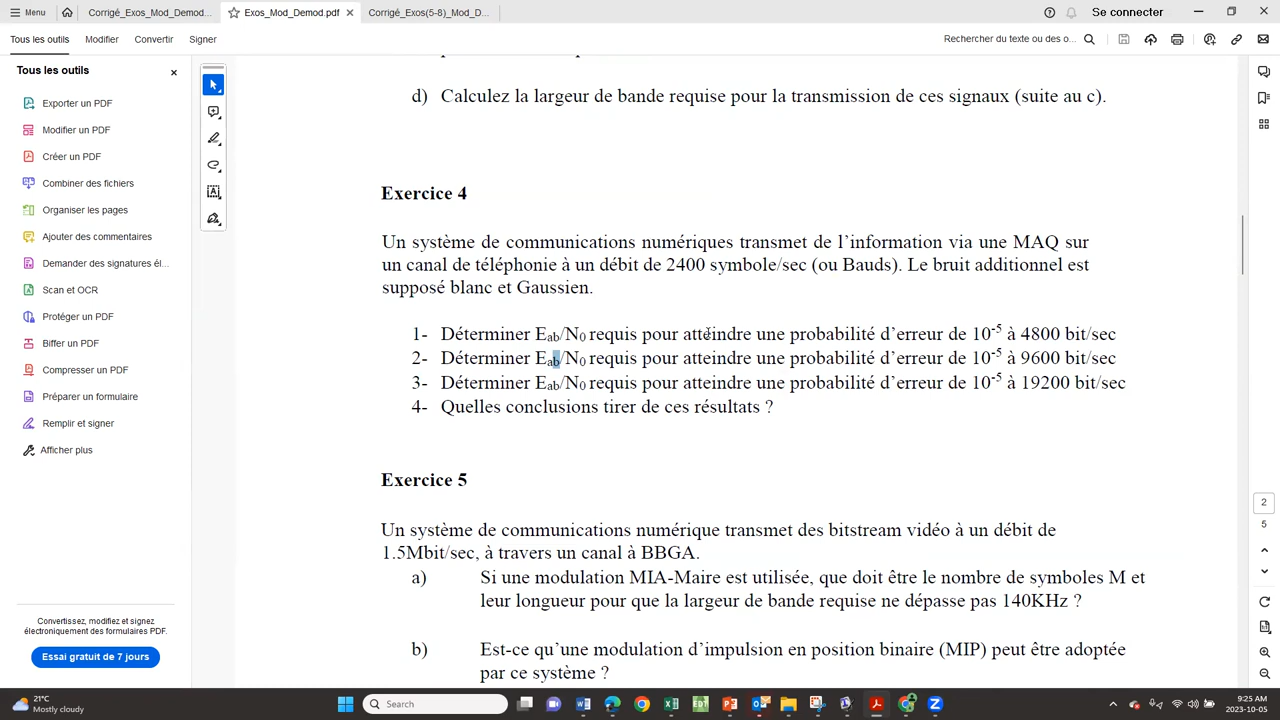 Menu
Corrigé_Exos_Mod_Demod...
Exos_Mod_Demod.pdf
Corrigé_Exos(5-8)_Mod_D...
Se connecter
Tous les outils
Modifier
Convertir
Signer
Rechercher du texte ou des o...
Tous les outils
Exporter un PDF
Modifier un PDF
Créer un PDF
Combiner des fichiers
Organiser les pages
Ajouter des commentaires
Demander des signatures él...
Scan et OCR
Protéger un PDF
Biffer un PDF
Compresser un PDF
Préparer un formulaire
Remplir et signer
Afficher plus
Convertissez, modifiez et signez
électroniquement des formulaires PDF.
Essai gratuit de 7 jours
d) Calculez la largeur de bande requise pour la transmission de ces signaux (suite au c).
Exercice 4
Un système de communications numériques transmet de l’information via une MAQ sur
un canal de téléphonie à un débit de 2400 symbole/sec (ou Bauds). Le bruit additionnel est
supposé blanc et Gaussien.
1- Déterminer Eab/N0 requis pour atteindre une probabilité d’erreur de 10-5 à 4800 bit/sec
2- Déterminer Eab/N0 requis pour atteindre une probabilité d’erreur de 10-5 à 9600 bit/sec
3- Déterminer Eab/N0 requis pour atteindre une probabilité d’erreur de 10-5 à 19200 bit/sec
4- Quelles conclusions tirer de ces résultats ?
Exercice 5
Un système de communications numérique transmet des bitstream vidéo à un débit de
1.5Mbit/sec, à travers un canal à BBGA.
a) Si une modulation MIA-Maire est utilisée, que doit être le nombre de symboles M et
leur longueur pour que la largeur de bande requise ne dépasse pas 140KHz ?
b) Est-ce qu’une modulation d’impulsion en position binaire (MIP) peut être adoptée
par ce système ?
2
5
21°C
Mostly cloudy
Search
9:25 AM
2023-10-05